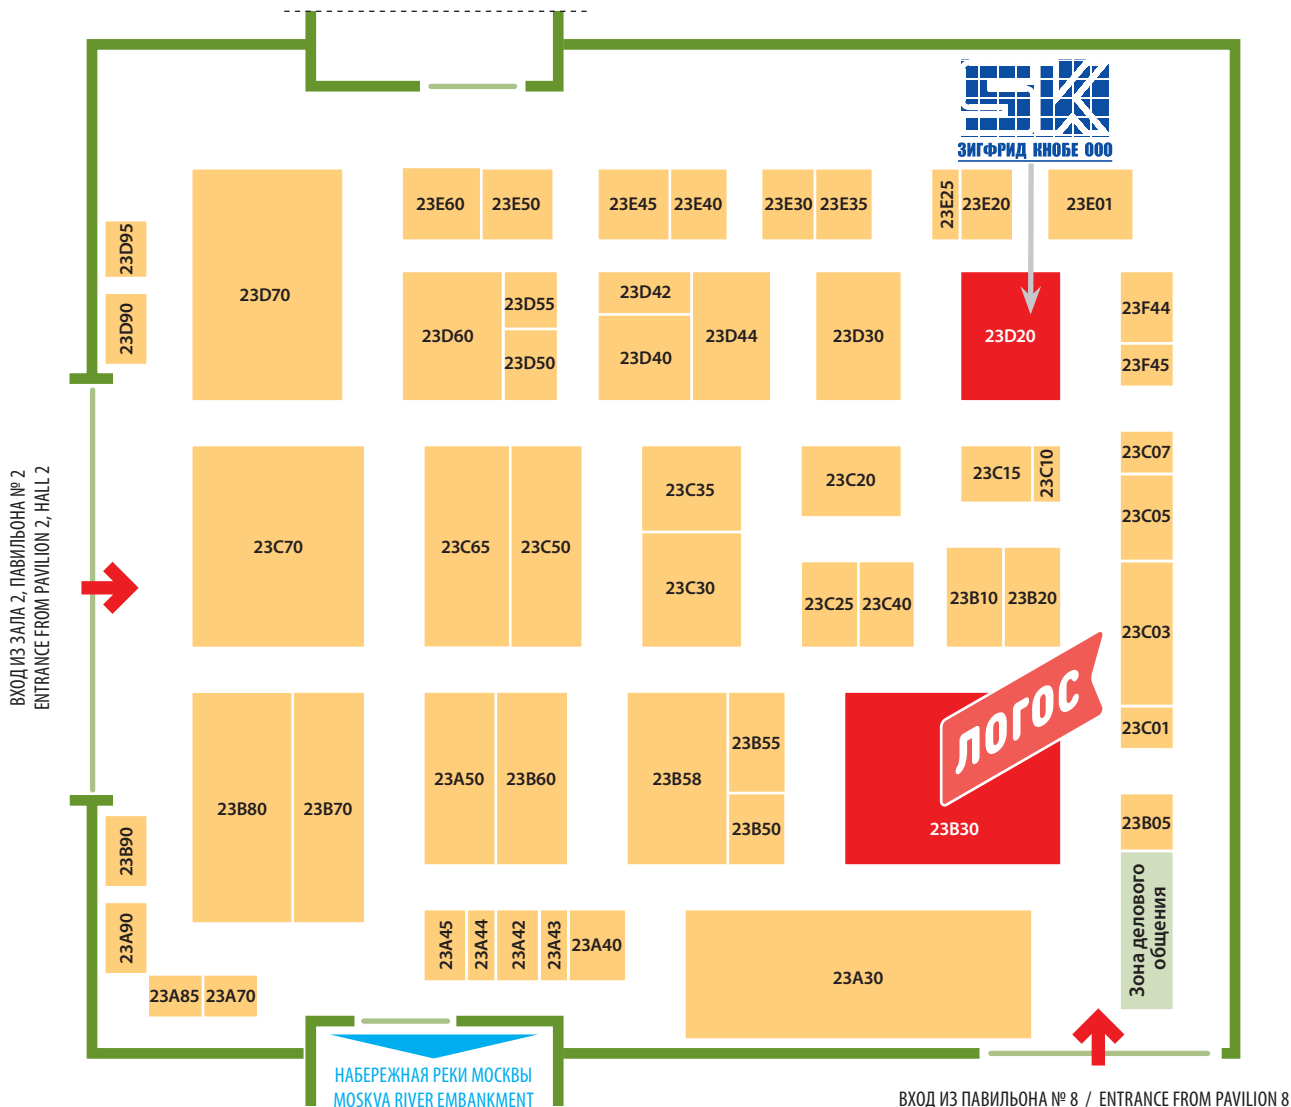 SK
ЗИГФРИД КНОБЕ ООО
23E60
23E50
23E45
23E40
23E30
23E35
23E25
23E20
23E01
23D95
23D90
23D70
23D60
23D55
23D50
23D42
23D40
23D44
23D30
23D20
23F44
23F45
ВХОД ИЗ ЗАЛА 2, ПАВИЛЬОНА № 2
ENTRANCE FROM PAVILION 2, HALL 2
23C70
23C65
23C50
23C35
23C30
23C20
23C25
23C40
23C15
23C10
23B10
23B20
23C07
23C05
23C03
23C01
23B80
23B70
23A50
23B60
23B58
23B55
23B50
ЛОГОС
23B30
23B05
Зона делового
общения
23B90
23A90
23A85
23A70
23A45
23A44
23A42
23A43
23A40
23A30
НАБЕРЕЖНАЯ РЕКИ МОСКВЫ
MOSKVA RIVER EMBANKMENT
ВХОД ИЗ ПАВИЛЬОНА № 8 / ENTRANCE FROM PAVILION 8